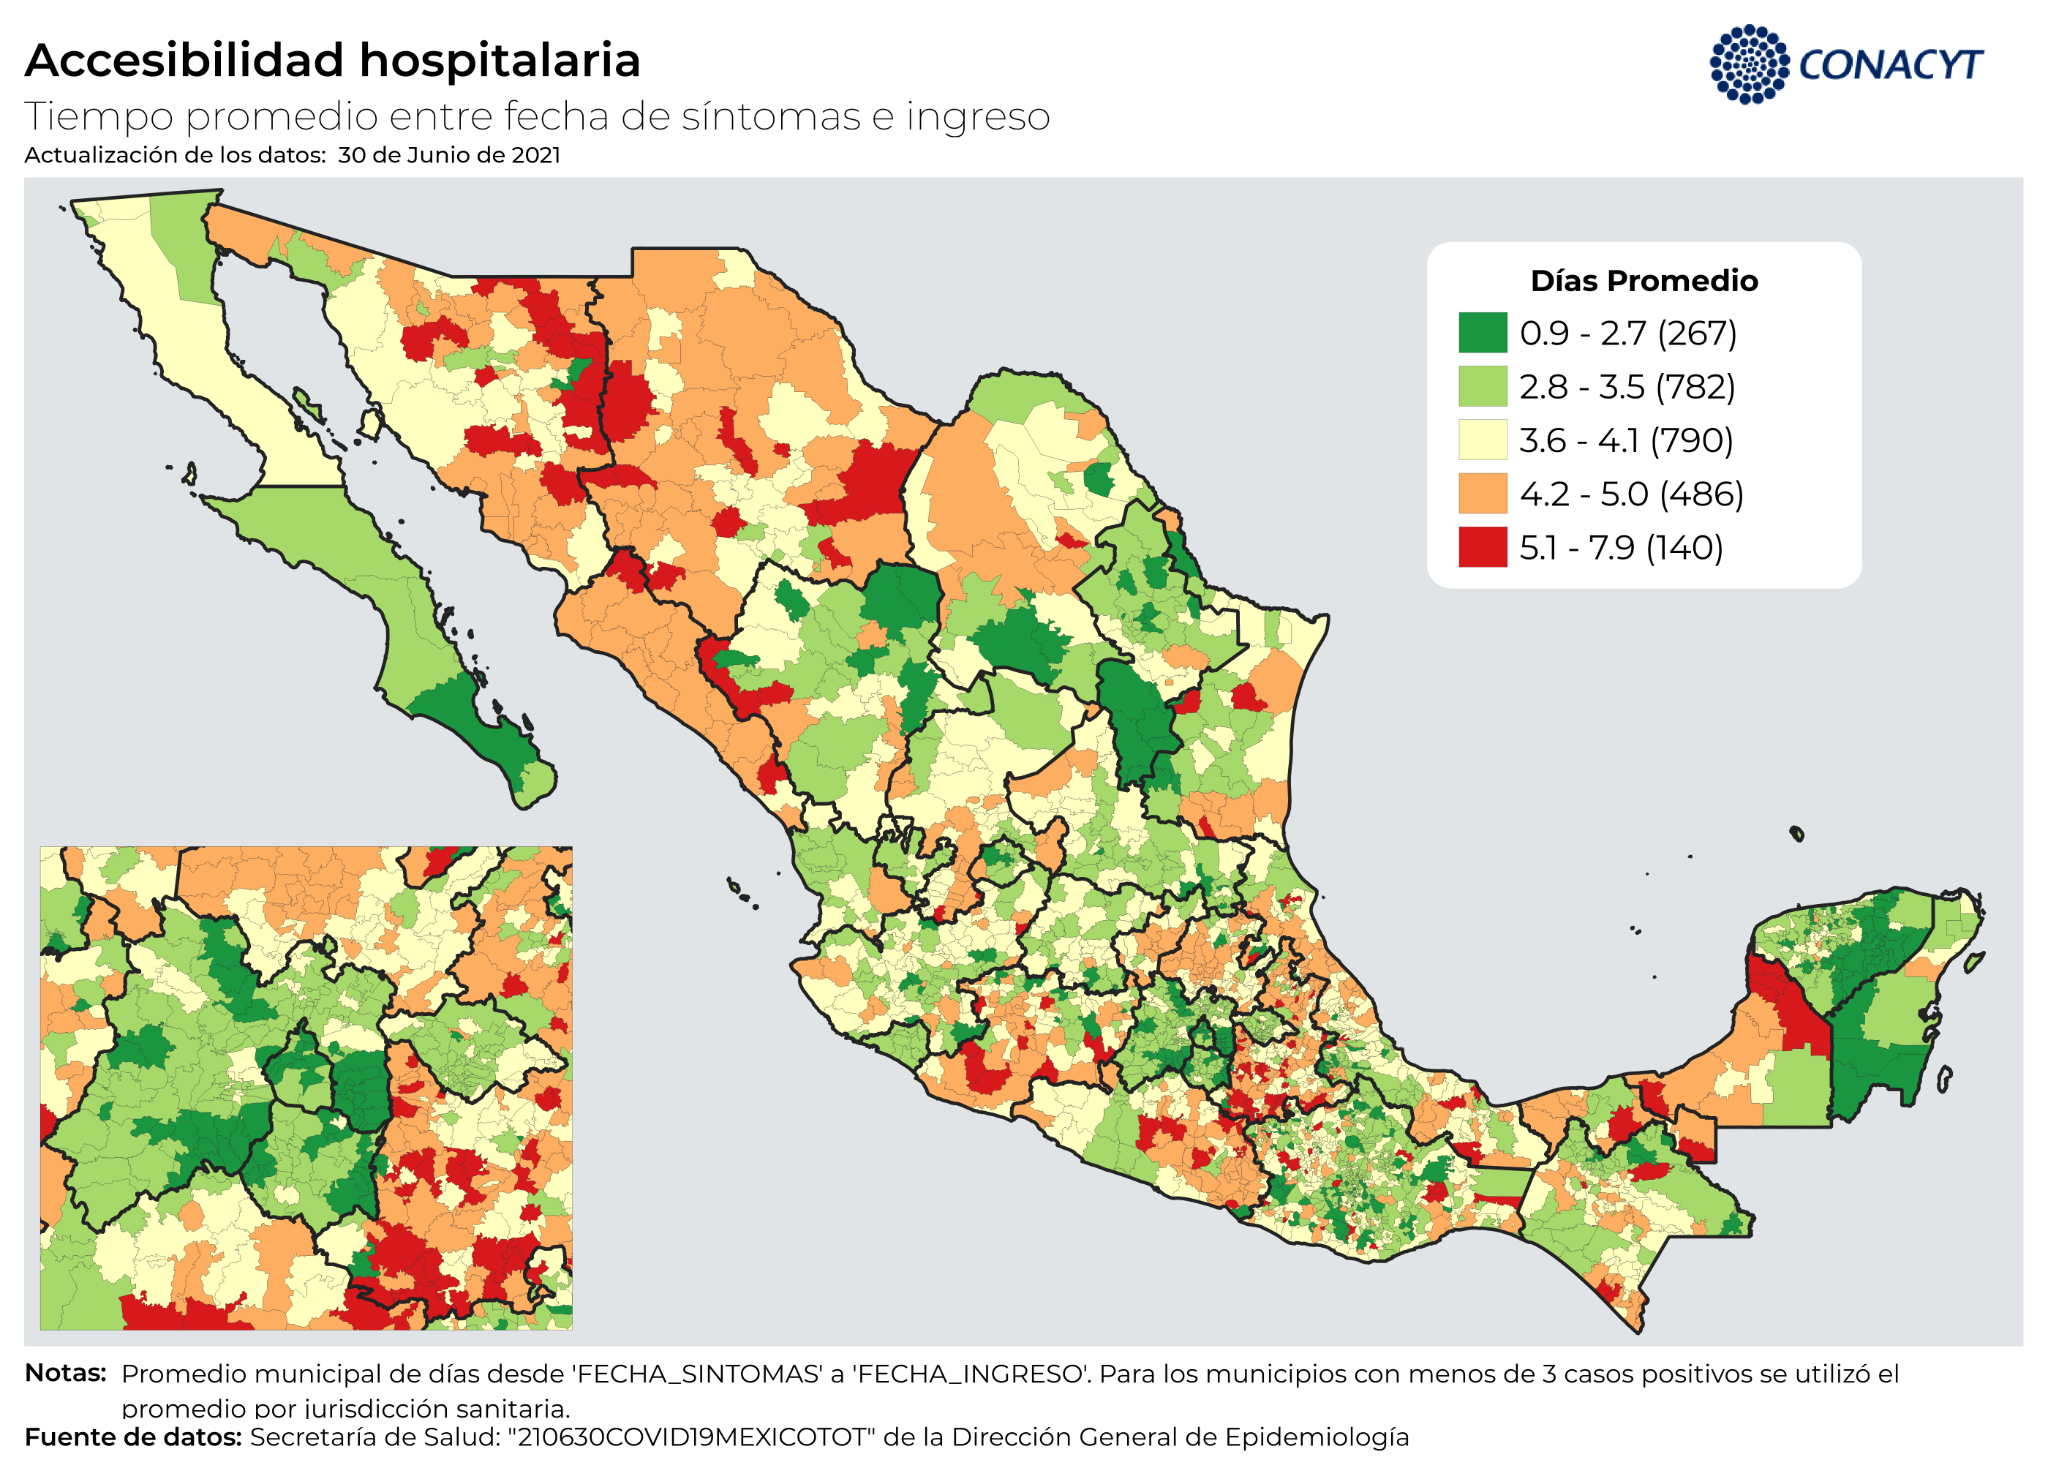 Accesibilidad hospitalaria
CONACYT
Tiempo promedio entre fecha de síntomas e ingreso
Actualización de los datos: 30 de Junio de 2021
Días Promedio
0.9 - 2.7 (267)
2.8 - 3.5 (782)
3.6 - 4.1 (790)
4.2 - 5.0 (486)
5.1 - 7.9 (140)
Notas: Promedio municipal de días desde 'FECHA_SINTOMAS' a 'FECHA_INGRESO'. Para los municipios con menos de 3 casos positivos se utilizó el
promedio por jurisdicción sanitaria.
Fuente de datos: Secretaría de Salud: "210630COVID19MEXICOTOT" de la Dirección General de Epidemiología